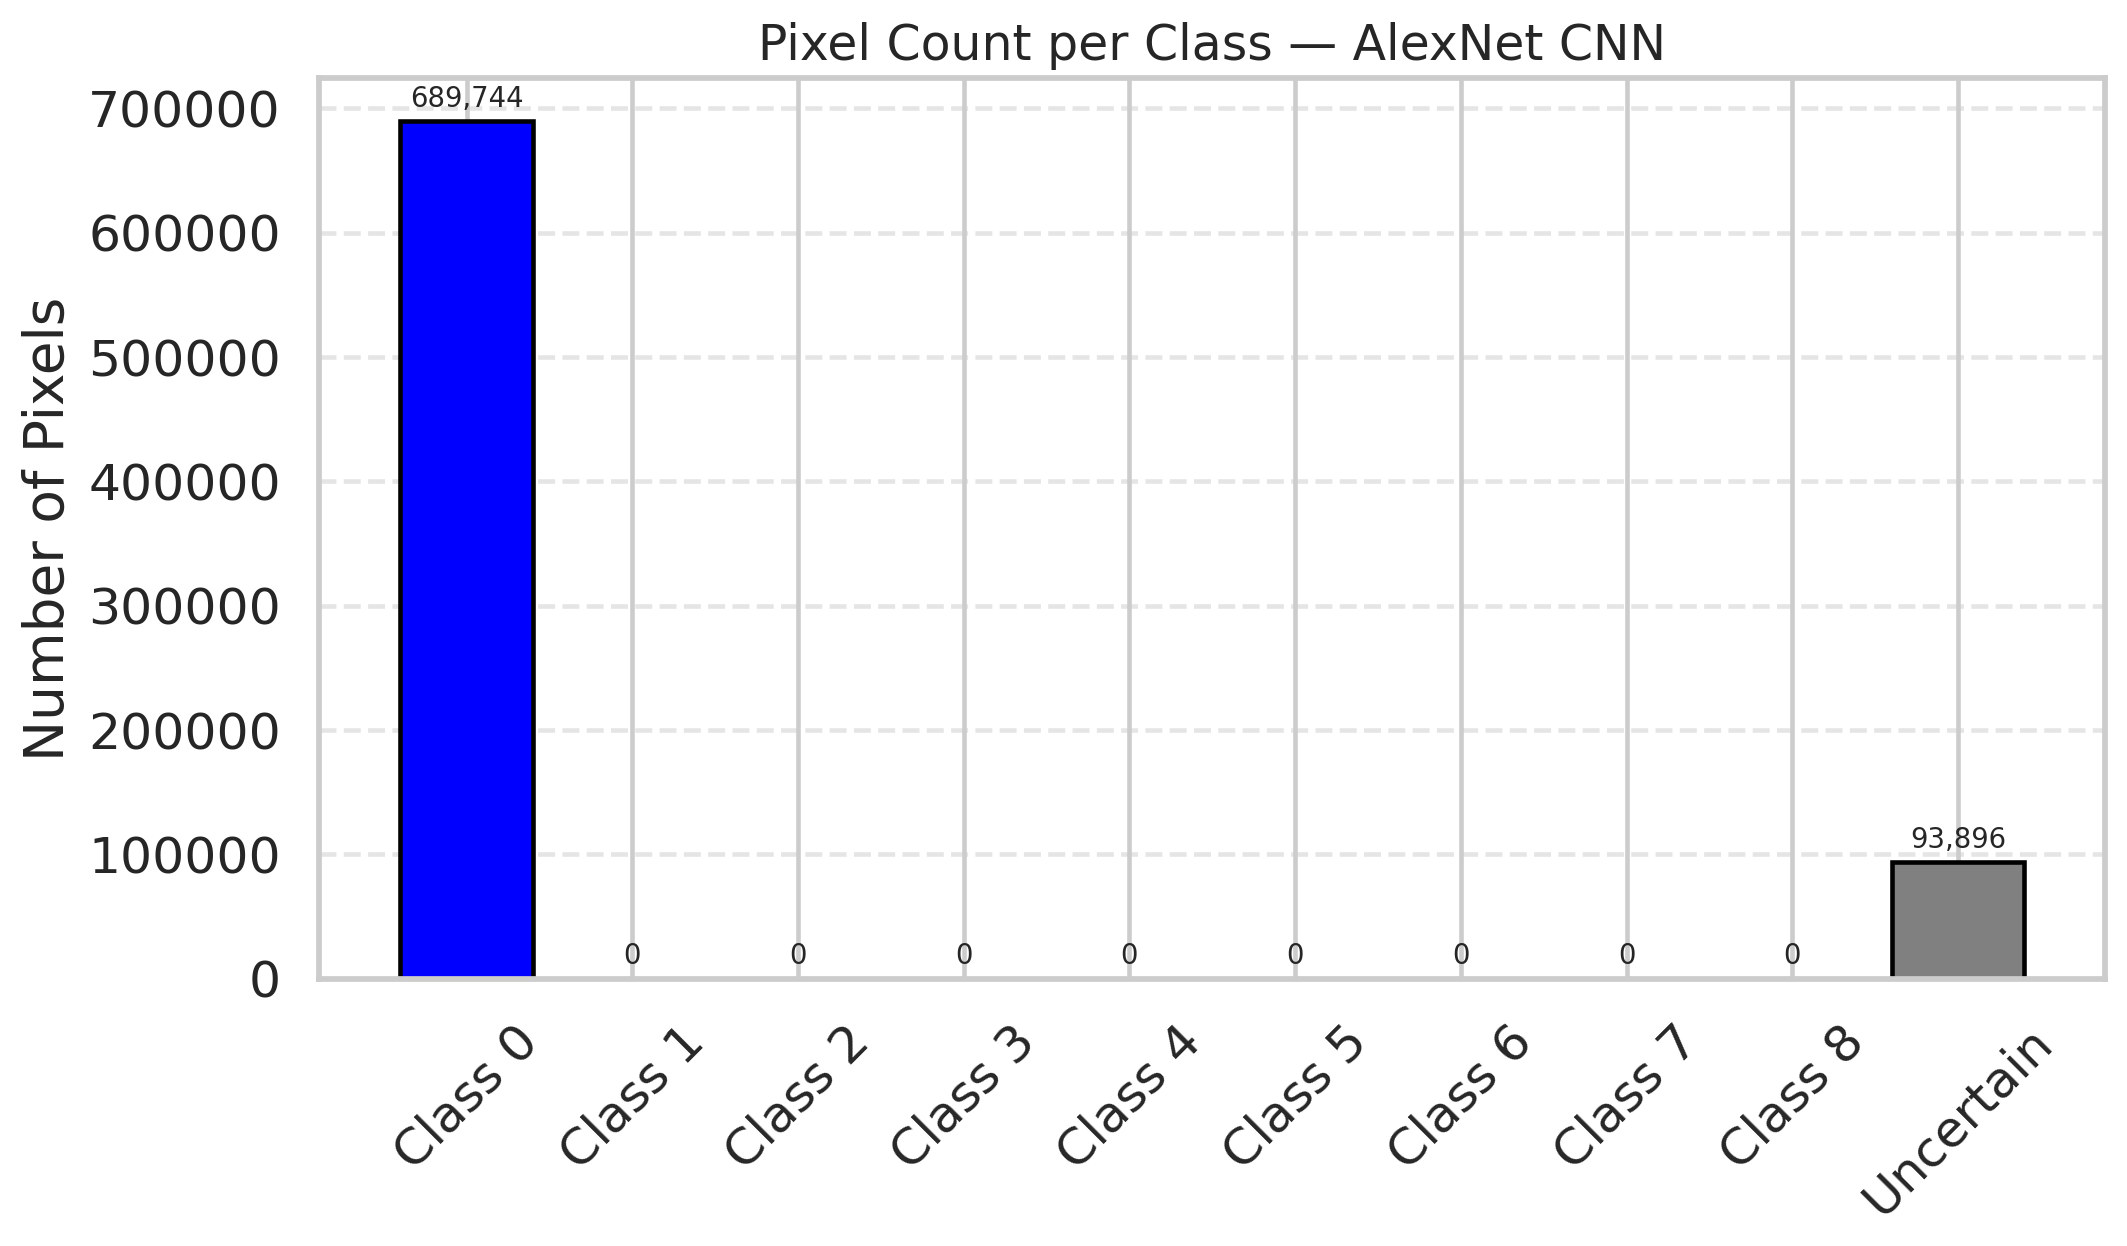 Pixel Count per Class — AlexNet CNN
Number of Pixels
700000
600000
500000
400000
300000
200000
100000
0
689,744
0
0
0
0
0
0
0
0
93,896
Class 0
Class 1
Class 2
Class 3
Class 4
Class 5
Class 6
Class 7
Class 8
Uncertain